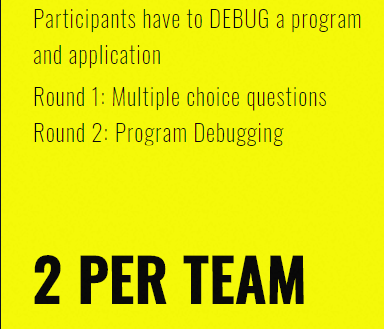 Participants have to DEBUG a program
and application
Round 1: Multiple choice questions
Round 2: Program Debugging
2 PER TEAM